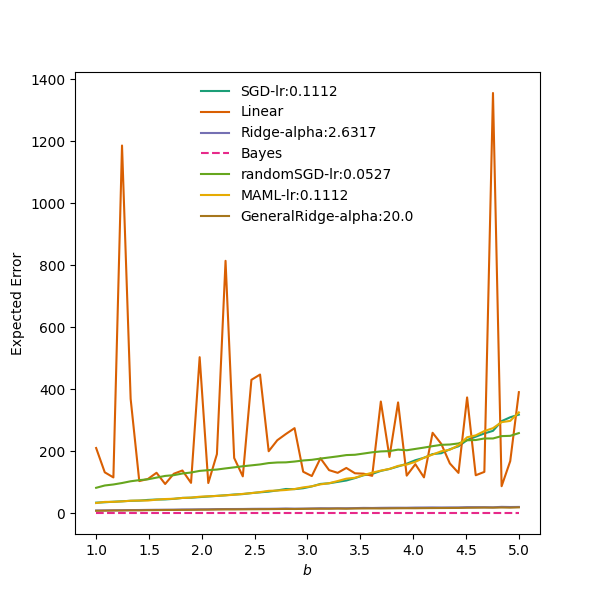 SGD-lr:0.1112
Linear
Ridge-alpha:2.6317
Bayes
randomSGD-lr:0.0527
MAML-lr:0.1112
GeneralRidge-alpha:20.0
Expected Error
1400
1200
1000
800
600
400
200
0
1.0 1.5 2.0 2.5 3.0 3.5 4.0 4.5 5.0
b